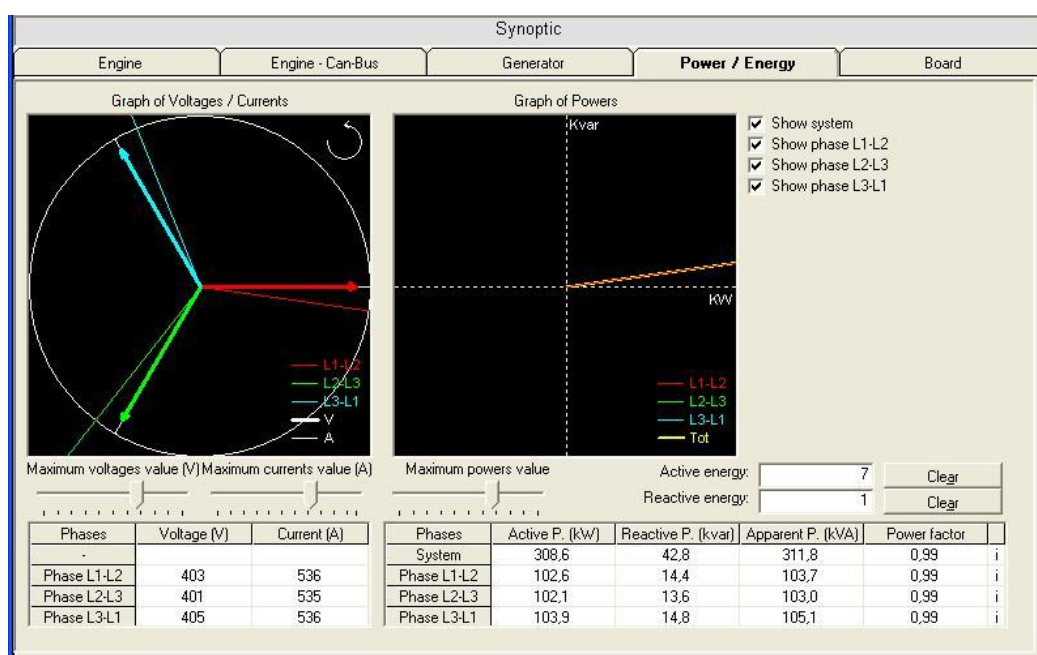 Synoptic
Engine Engine - Can-Bus Generator Power / Energy Board
Graph of Voltages / Currents
L1-L2
L2-L3
L3-L1
V
A
Graph of Powers
Kvar
KW
L1-L2
L2-L3
L3-L1
Tot
Show system
Show phase L1-L2
Show phase L2-L3
Show phase L3-L1
Maximum voltages value (V) Maximum currents value (A) Maximum powers value
Active energy: 7 Clear
Reactive energy: 1 Clear
Phases Voltage (V) Current (A)
-
Phase L1-L2 403 536
Phase L2-L3 401 535
Phase L3-L1 405 536
Phases Active P. (kW) Reactive P. (kvar) Apparent P. (kVA) Power factor
System 308,6 42,8 311,8 0,99 i
Phase L1-L2 102,6 14,4 103,7 0,99 i
Phase L2-L3 102,1 13,6 103,0 0,99 i
Phase L3-L1 103,9 14,8 105,1 0,99 i